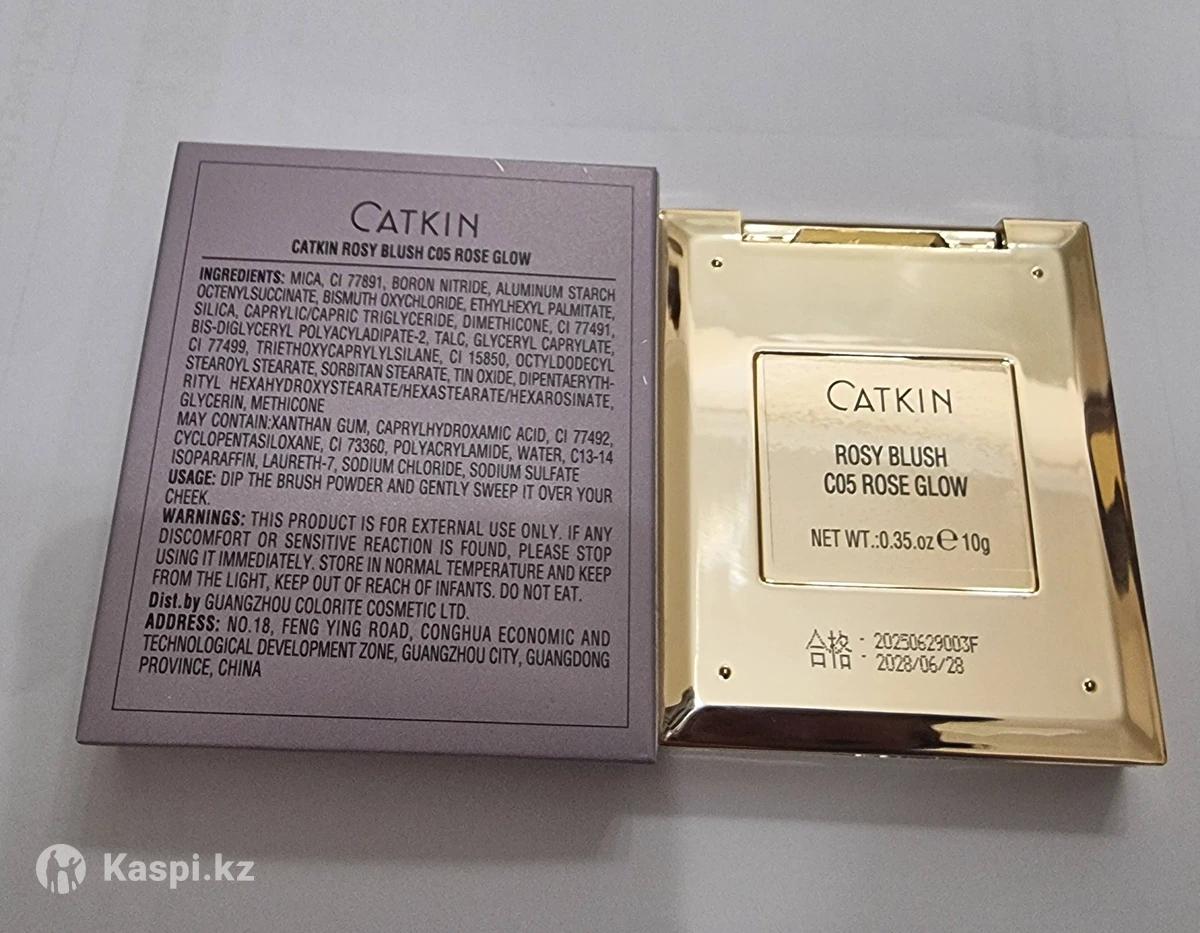 CATKIN
CATKIN ROSY BLUSH C05 ROSE GLOW
INGREDIENTS: MICA, CI 77891, BORON NITRIDE, ALUMINUM STARCH
OCTENYLSUCCINATE, BISMUTH OXYCHLORIDE, ETHYLHEXYL PALMITATE,
SILICA, CAPRYLIC/CAPRIC TRIGLYCERIDE, DIMETHICONE, CI 77491,
BIS-DIGLYCERYL POLYACYLADIPATE-2, TALC, GLYCERYL CAPRYLATE,
CI 77499, TRIETHOXYCAPRYLYLSILANE, CI 15850, OCTYLDODECYL
STEAROYL STEARATE, SORBITAN STEARATE, TIN OXIDE, DIPENTAERYTH-
RITYL HEXAHYDROXYSTEARATE/HEXASTEARATE/HEXAROSINATE,
GLYCERIN, METHICONE
MAY CONTAIN:XANTHAN GUM, CAPRYLHYDROXAMIC ACID, CI 77492,
CYCLOPENTASILOXANE, CI 73360, POLYACRYLAMIDE, WATER, C13-14
ISOPARAFFIN, LAURETH-7, SODIUM CHLORIDE, SODIUM SULFATE
USAGE: DIP THE BRUSH POWDER AND GENTLY SWEEP IT OVER YOUR
CHEEK.
WARNINGS: THIS PRODUCT IS FOR EXTERNAL USE ONLY. IF ANY
DISCOMFORT OR SENSITIVE REACTION IS FOUND, PLEASE STOP
USING IT IMMEDIATELY. STORE IN NORMAL TEMPERATURE AND KEEP
FROM THE LIGHT, KEEP OUT OF REACH OF INFANTS. DO NOT EAT.
Dist.by GUANGZHOU COLORITE COSMETIC LTD.
ADDRESS: NO.18, FENG YING ROAD, CONGHUA ECONOMIC AND
TECHNOLOGICAL DEVELOPMENT ZONE, GUANGZHOU CITY, GUANGDONG
PROVINCE, CHINA
CATKIN
ROSY BLUSH
C05 ROSE GLOW
NET WT.:0.35.oz ℮ 10g
合格 : 20250629003F
2028/06/28
Kaspi.kz